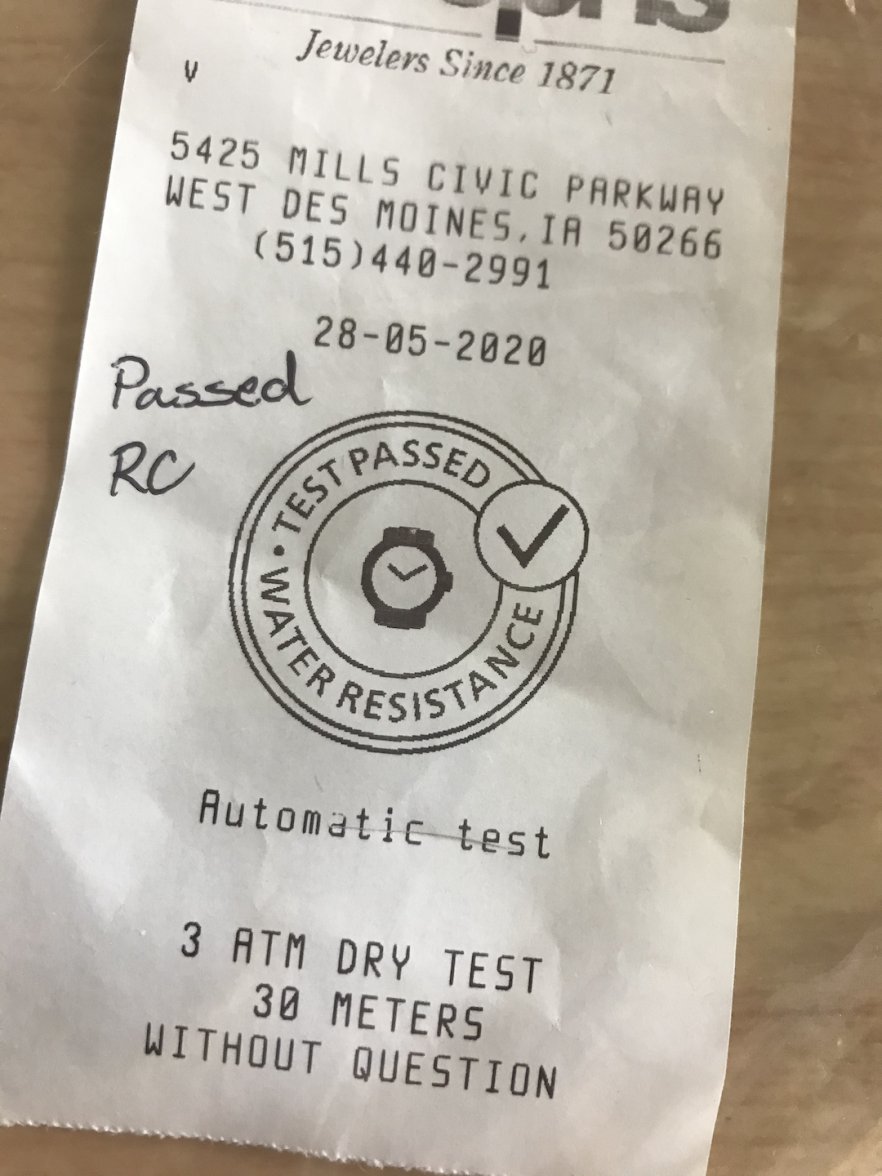 Jewelers Since 1871
V
5425 MILLS CIVIC PARKWAY
WEST DES MOINES, IA 50266
(515)440-2991
28-05-2020
Passed
RC
• TEST PASSED
WATER RESISTANCE
Automatic test
3 ATM DRY TEST
30 METERS
WITHOUT QUESTION